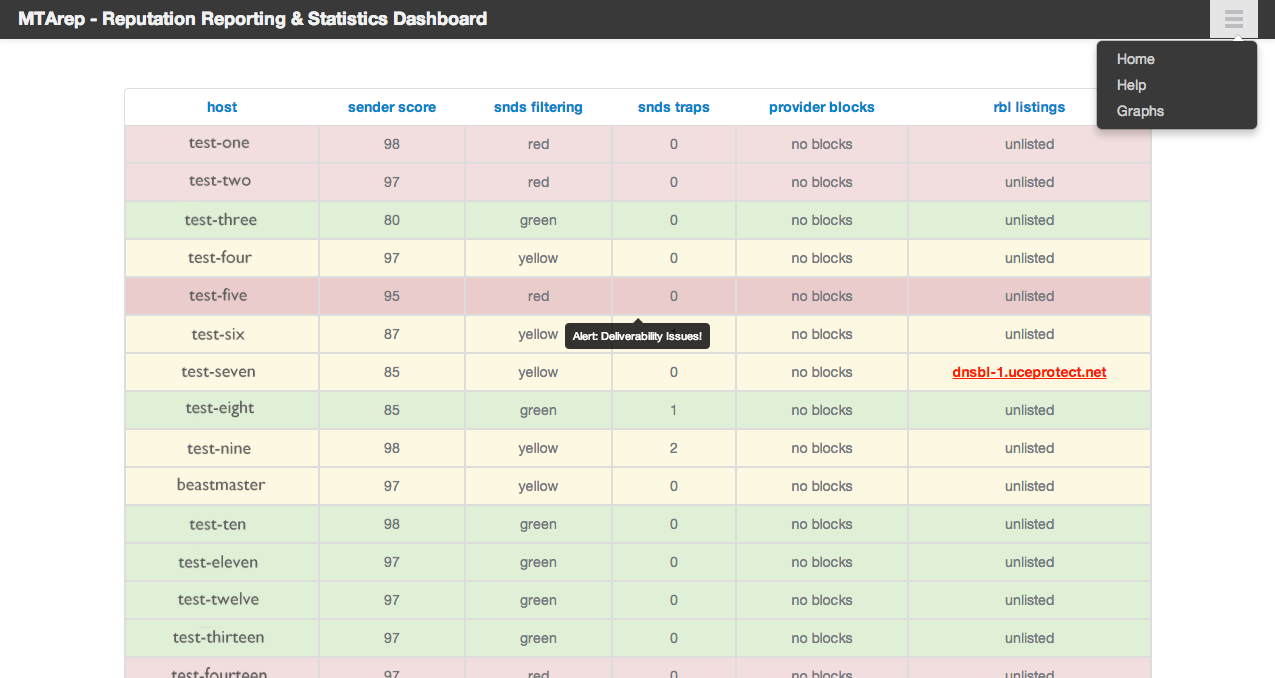 MTArep - Reputation Reporting & Statistics Dashboard
Home
Help
Graphs
host sender score snds filtering snds traps provider blocks rbl listings
test-one 98 red 0 no blocks unlisted
test-two 97 red 0 no blocks unlisted
test-three 80 green 0 no blocks unlisted
test-four 97 yellow 0 no blocks unlisted
test-five 95 red 0 no blocks unlisted
test-six 87 yellow no blocks unlisted
Alert: Deliverability Issues!
test-seven 85 yellow 0 no blocks dnsbl-1.uceprotect.net
test-eight 85 green 1 no blocks unlisted
test-nine 98 yellow 2 no blocks unlisted
beastmaster 97 yellow 0 no blocks unlisted
test-ten 98 green 0 no blocks unlisted
test-eleven 97 green 0 no blocks unlisted
test-twelve 97 green 0 no blocks unlisted
test-thirteen 97 green 0 no blocks unlisted
test-fourteen 97 red 0 no blocks unlisted